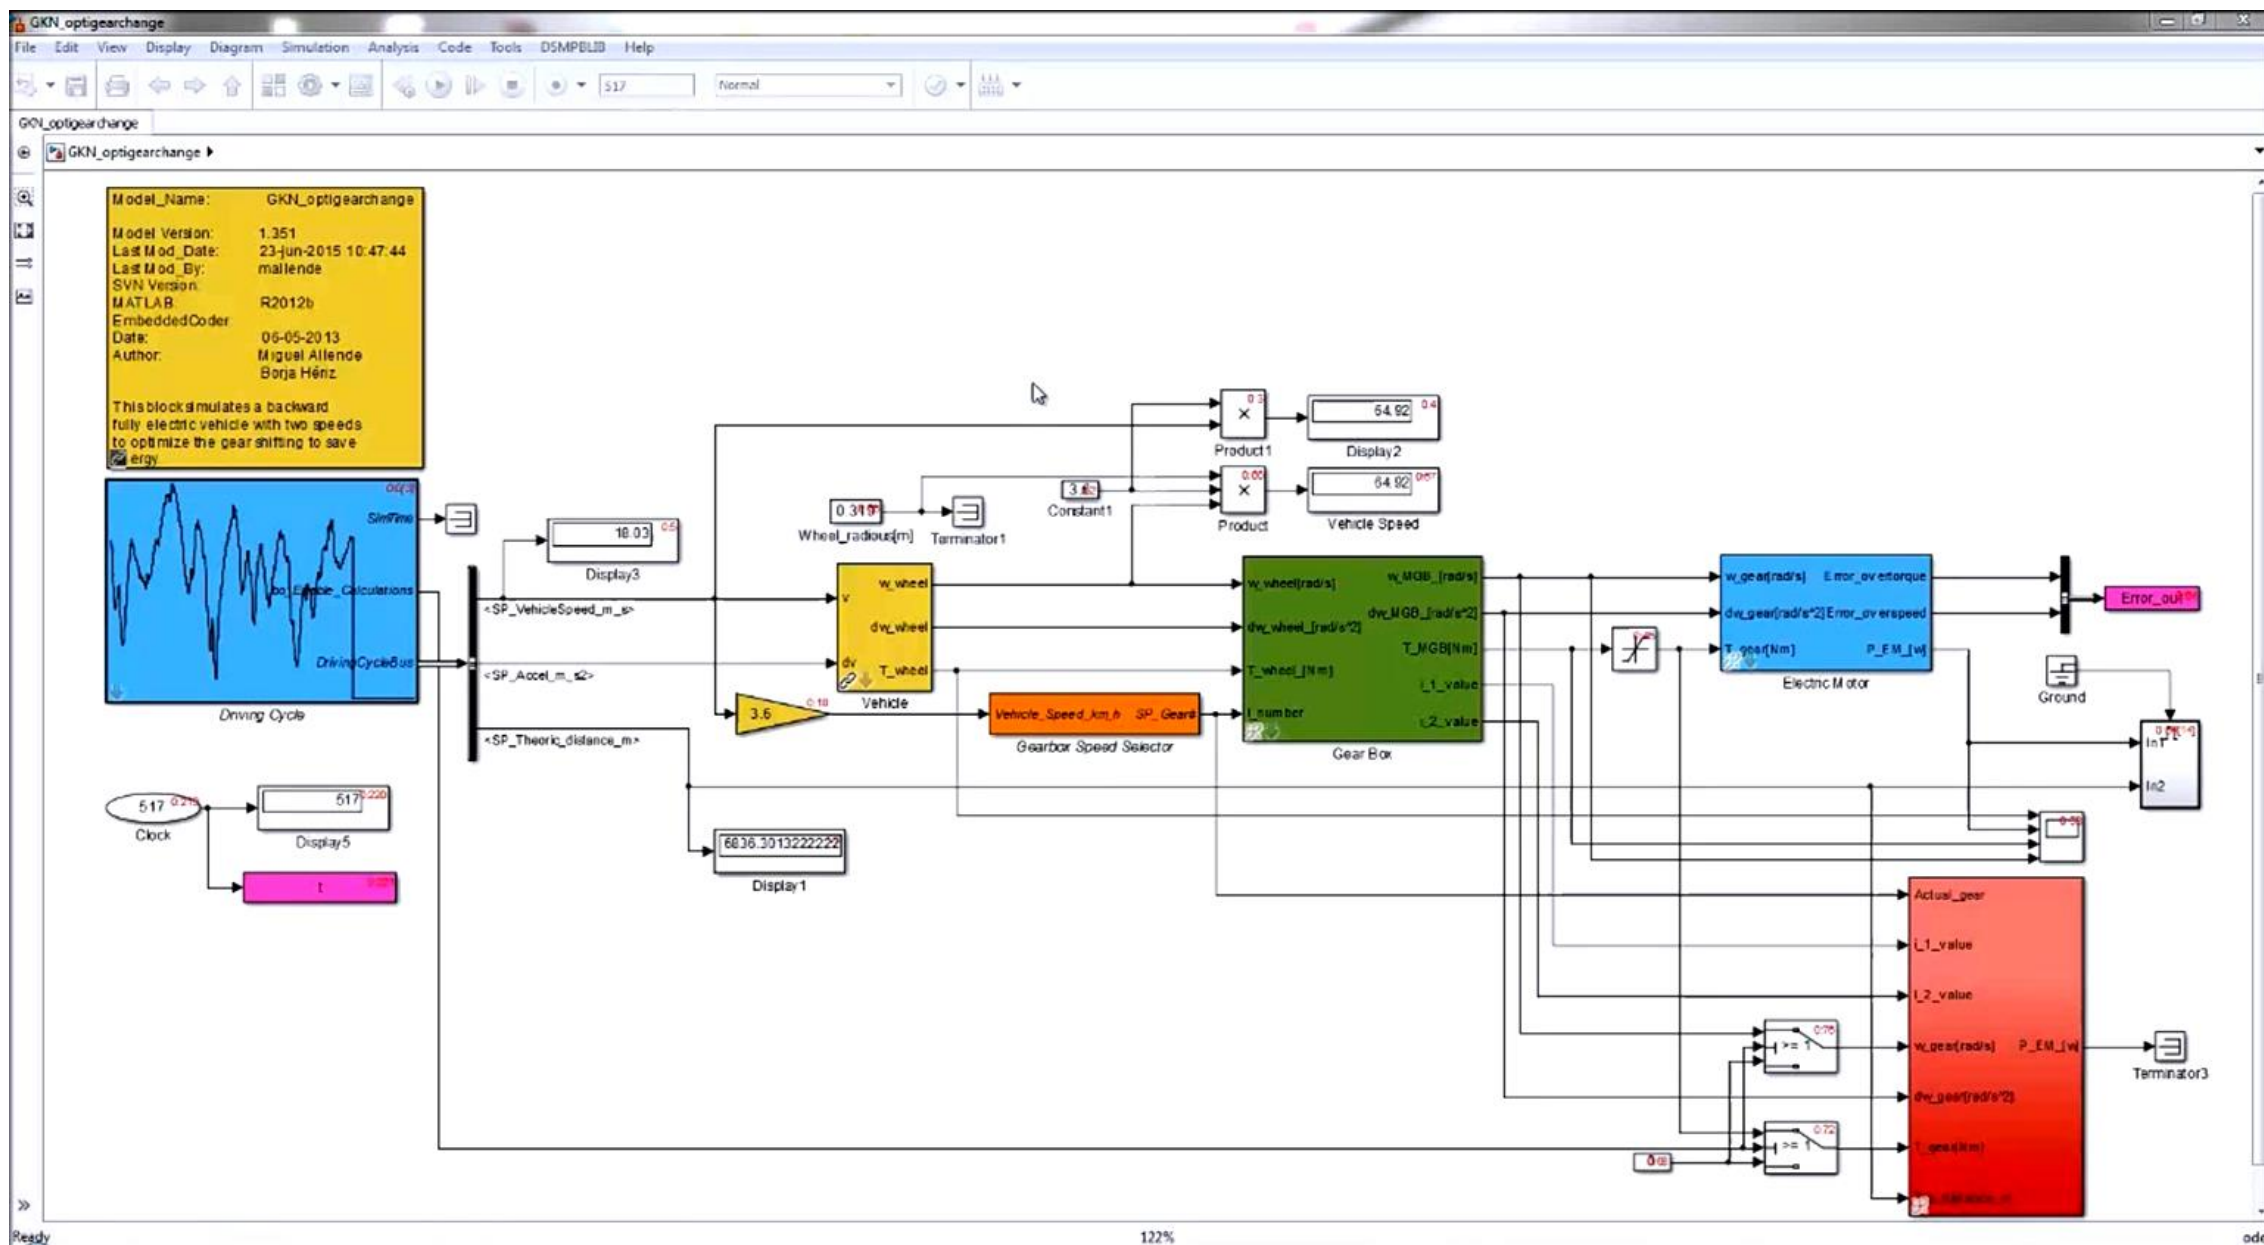 GKN_optigearchange
File Edit View Display Diagram Simulation Analysis Code Tools DSMPBLIB Help
517 Normal
GKN_optigearchange
GKN_optigearchange
Model_Name: GKN_optigearchange
Model Version: 1.351
Last Mod_Date: 23-jun-2015 10:47:44
Last Mod_By: mallende
SVN Version:
MATLAB: R2012b
EmbeddedCoder
Date: 06-05-2013
Author: Miguel Allende
Borja Hériz
This block simulates a backward
fully electric vehicle with two speeds
to optimize the gear shifting to save
ergy
SimTime
DrivingCycleBus
Driving Cycle
18.03
Display3
<SP_VehicleSpeed_m_s>
<SP_Accel_m_s2>
<SP_Theoric_distance_m>
517
Clock
517
Display5
t
6836.3013222222
Display1
3.6
Wheel_radious[m]
Terminator1
Constant1
×
Product1
64.92
Display2
×
Product
64.92
Vehicle Speed
v
dv
w_wheel
dw_wheel
T_wheel
Vehicle
Vehicle_Speed_km_h SP_Gear#
Gearbox Speed Selector
w_wheel[rad/s]
dw_wheel_[rad/s^2]
T_wheel_[Nm]
i_number
w_MGB_[rad/s]
dw_MGB_[rad/s^2]
T_MGB[Nm]
i_1_value
i_2_value
Gear Box
w_gear[rad/s] Error_overtorque
dw_gear[rad/s^2] Error_overspeed
T_gear[Nm] P_EM_[w]
Electric Motor
Error_out
Ground
In1
In2
Actual_gear
i_1_value
i_2_value
w_gear[rad/s] P_EM_[w]
dw_gear[rad/s^2]
T_gear[Nm]
>= 1
>= 1
Terminator3
Ready 122%